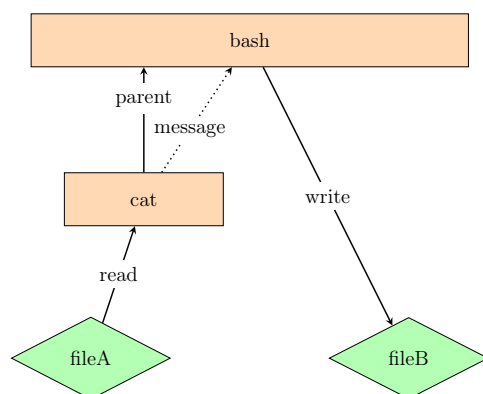 bash
parent
message
cat
write
read
fileA
fileB